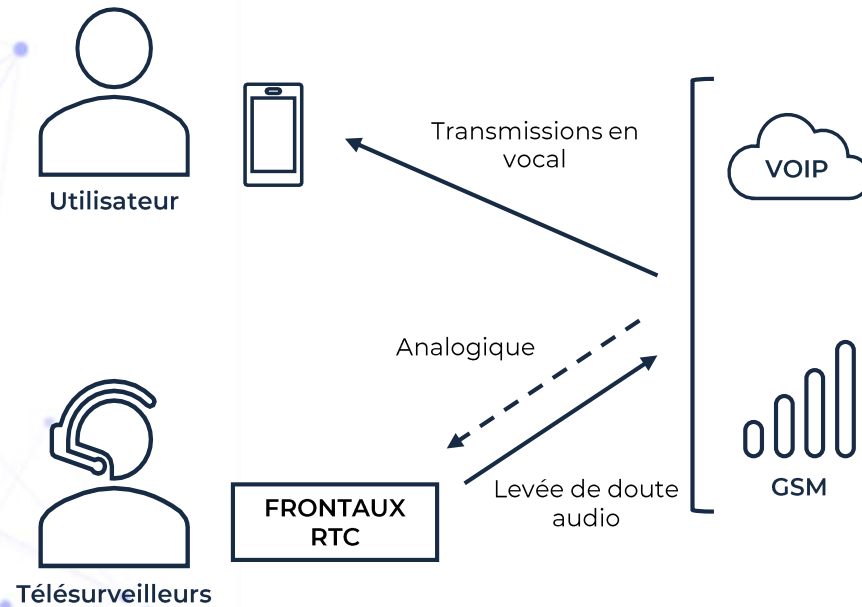 Transmissions en
vocal
VOIP
Utilisateur
Analogique
Levée de doute
audio
GSM
FRONTAUX
RTC
Télésurveilleurs